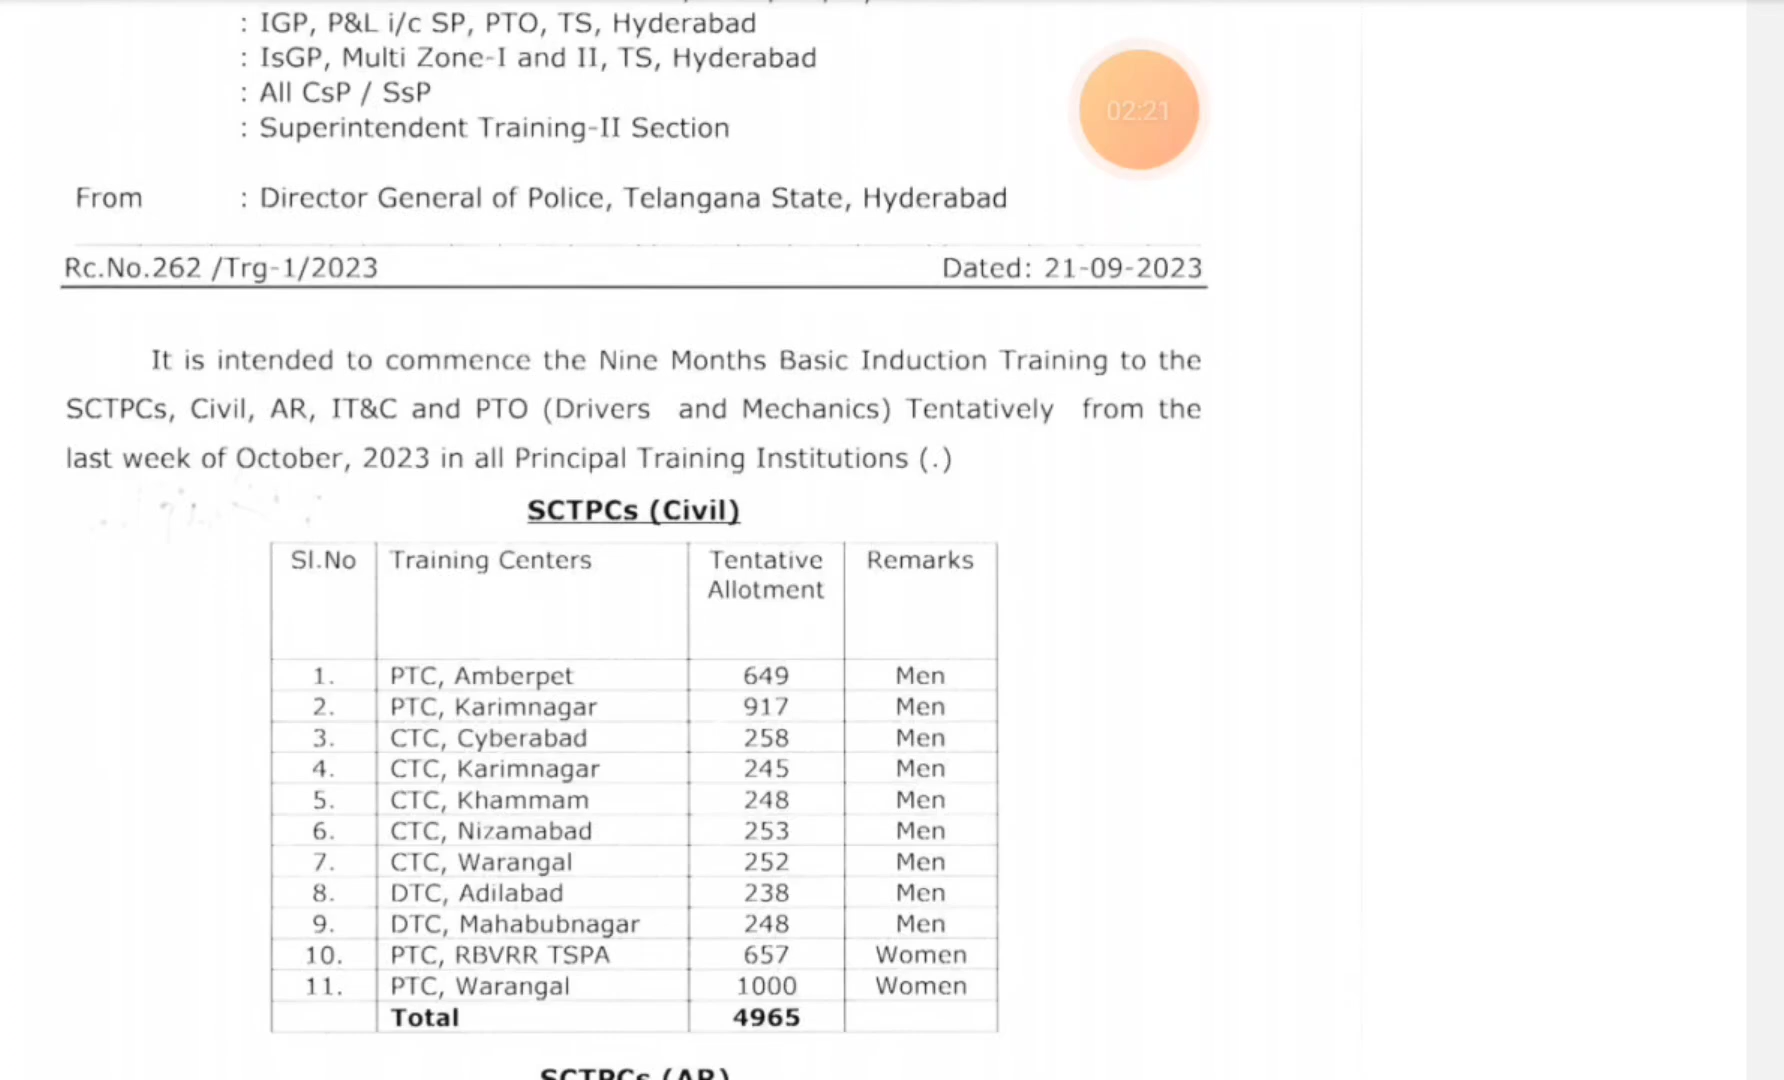 : IGP, P&L i/c SP, PTO, TS, Hyderabad
: IsGP, Multi Zone-I and II, TS, Hyderabad
: All CsP / SsP
: Superintendent Training-II Section
02:21
From : Director General of Police, Telangana State, Hyderabad
Rc.No.262 /Trg-1/2023 Dated: 21-09-2023
It is intended to commence the Nine Months Basic Induction Training to the
SCTPCs, Civil, AR, IT&C and PTO (Drivers and Mechanics) Tentatively from the
last week of October, 2023 in all Principal Training Institutions (.)
SCTPCs (Civil)
Sl.No Training Centers Tentative Allotment Remarks
1. PTC, Amberpet 649 Men
2. PTC, Karimnagar 917 Men
3. CTC, Cyberabad 258 Men
4. CTC, Karimnagar 245 Men
5. CTC, Khammam 248 Men
6. CTC, Nizamabad 253 Men
7. CTC, Warangal 252 Men
8. DTC, Adilabad 238 Men
9. DTC, Mahabubnagar 248 Men
10. PTC, RBVRR TSPA 657 Women
11. PTC, Warangal 1000 Women
Total 4965
SCTPCs (AR)